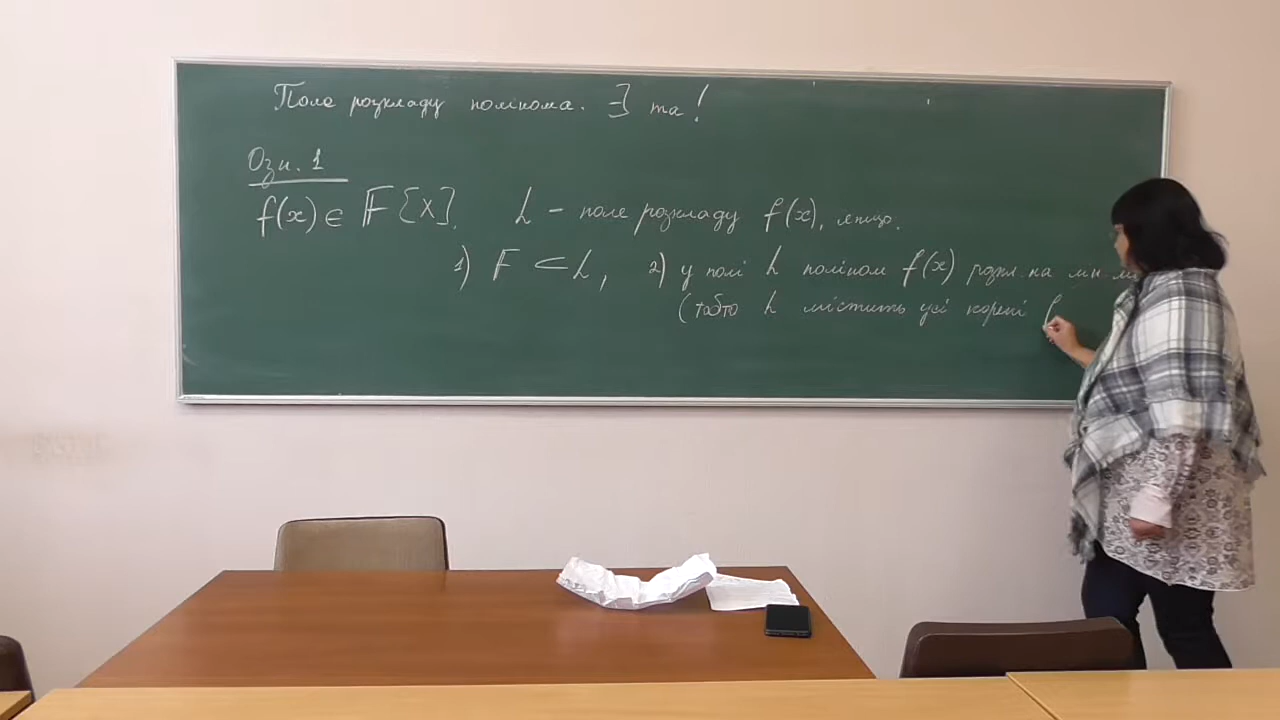 Поле розкладу полінома. ∃ та !
Озн. 1
f(x) ∈ F[X]. L – поле розкладу f(x), якщо.
1) F ⊂ L, 2) у полі L поліном f(x) розкл. на мн.
(тобто L містить усі корені f